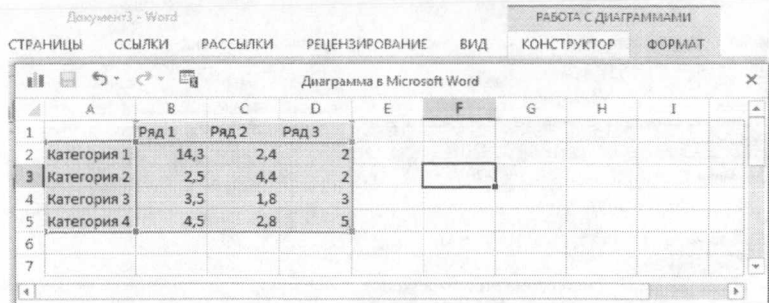 Документ3 - Word
РАБОТА С ДИАГРАММАМИ
СТРАНИЦЫ ССЫЛКИ РАССЫЛКИ РЕЦЕНЗИРОВАНИЕ ВИД КОНСТРУКТОР ФОРМАТ
Диаграмма в Microsoft Word
A B C D E F G H I
1 Ряд 1 Ряд 2 Ряд 3
2 Категория 1 14,3 2,4 2
3 Категория 2 2,5 4,4 2
4 Категория 3 3,5 1,8 3
5 Категория 4 4,5 2,8 5
6
7